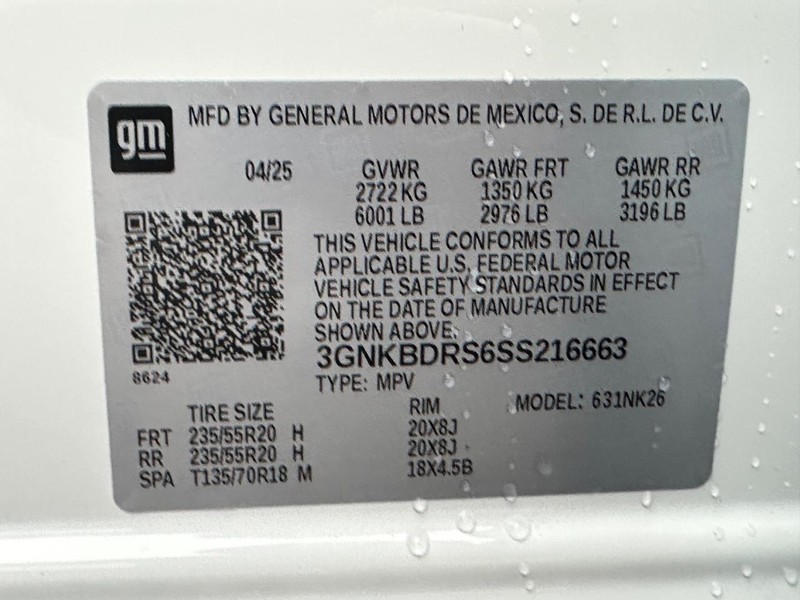 gm MFD BY GENERAL MOTORS DE MEXICO, S. DE R.L. DE C.V.
04/25 GVWR GAWR FRT GAWR RR
2722 KG 1350 KG 1450 KG
6001 LB 2976 LB 3196 LB
THIS VEHICLE CONFORMS TO ALL
APPLICABLE U.S. FEDERAL MOTOR
VEHICLE SAFETY STANDARDS IN EFFECT
ON THE DATE OF MANUFACTURE
SHOWN ABOVE.
3GNKBDRS6SS216663
8624
TYPE: MPV
TIRE SIZE RIM MODEL: 631NK26
FRT 235/55R20 H 20X8J
RR 235/55R20 H 20X8J
SPA T135/70R18 M 18X4.5B